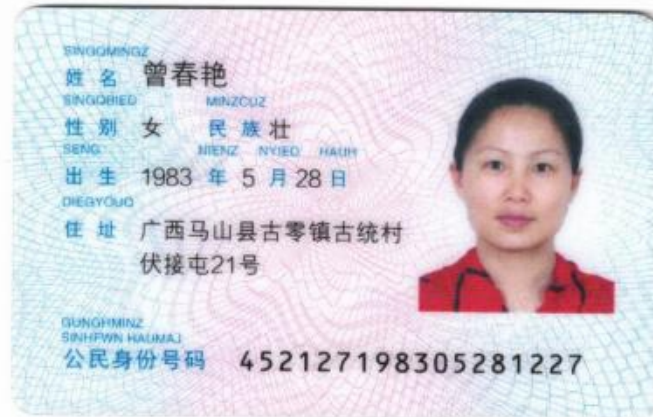 SINGQMINGZ
姓 名 曾春艳
SINGQBIED MINZCUZ
性 别 女 民 族 壮
SENG NIENZ NYIED HAUH
出 生 1983 年 5 月 28 日
DIEGYOUQ
住 址 广西马山县古零镇古统村
伏接屯21号
GUNGHMINZ
SINHFWN HAUMAJ
公民身份号码 452127198305281227